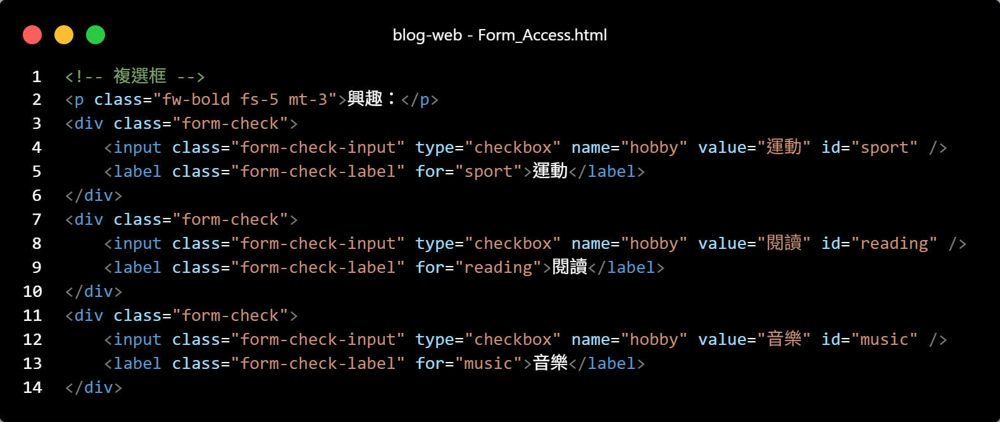 blog-web - Form_Access.html
1 <!-- 複選框 -->
2 <p class="fw-bold fs-5 mt-3">興趣：</p>
3 <div class="form-check">
4     <input class="form-check-input" type="checkbox" name="hobby" value="運動" id="sport" />
5     <label class="form-check-label" for="sport">運動</label>
6 </div>
7 <div class="form-check">
8     <input class="form-check-input" type="checkbox" name="hobby" value="閱讀" id="reading" />
9     <label class="form-check-label" for="reading">閱讀</label>
10 </div>
11 <div class="form-check">
12     <input class="form-check-input" type="checkbox" name="hobby" value="音樂" id="music" />
13     <label class="form-check-label" for="music">音樂</label>
14 </div>